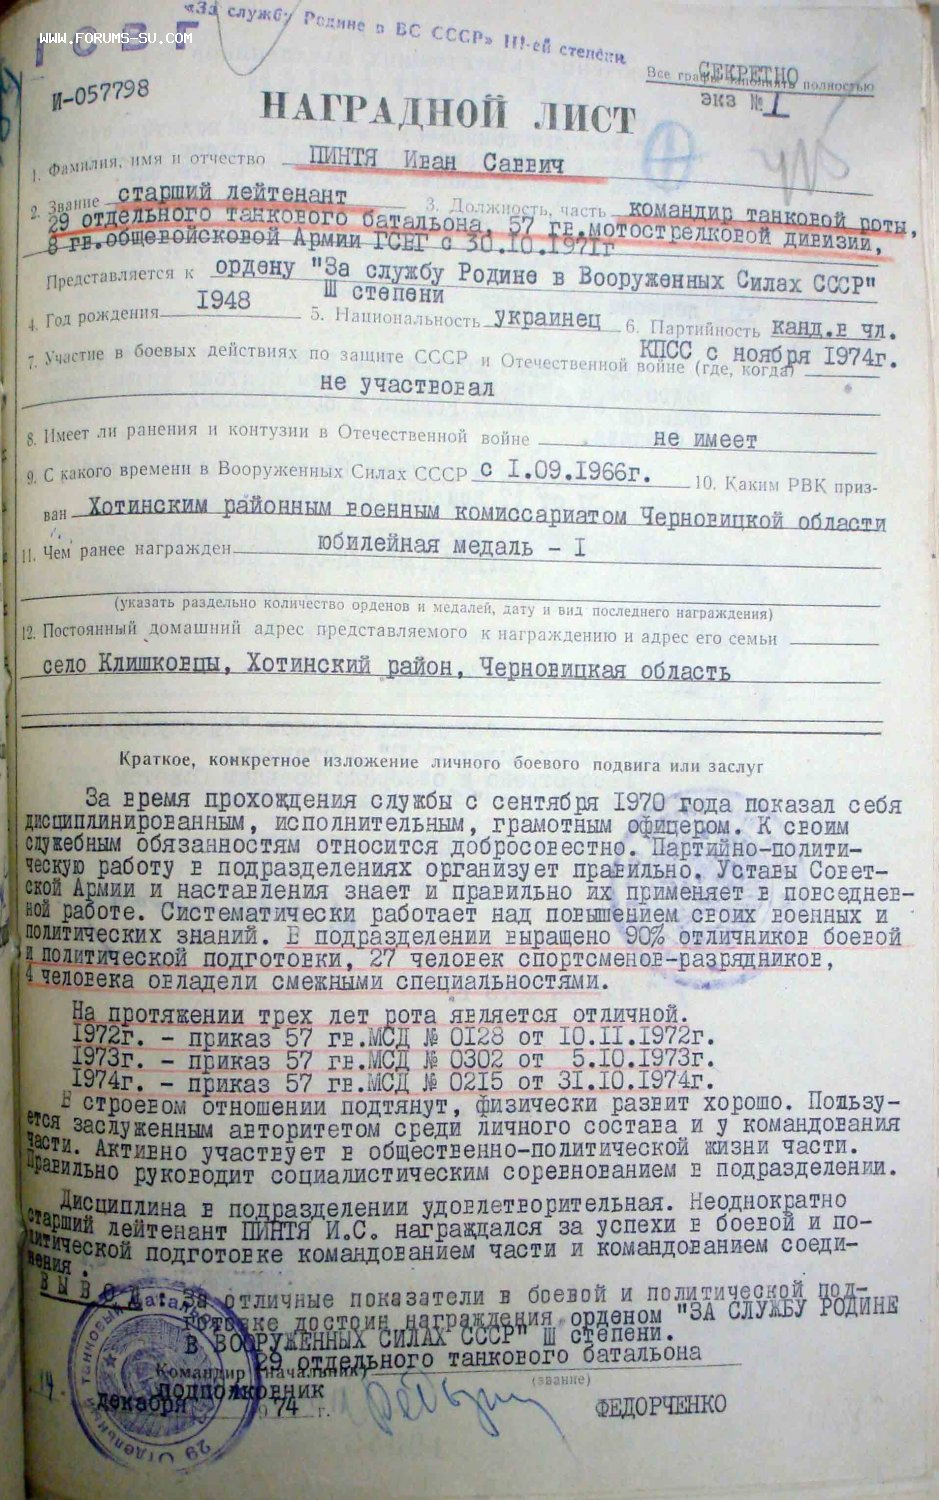 «За службу Родине в ВС СССР» III-ей степени
ГСВГ
WWW.FORUMS-SU.COM
СЕКРЕТНО
Все графы заполнять полностью
И-057798
ЭКЗ № 1
НАГРАДНОЙ ЛИСТ
1. Фамилия, имя и отчество ПИНТЯ Иван Саввич
2. Звание старший лейтенант 3. Должность, часть командир танковой роты,
29 отдельного танкового батальона, 57 гв.мотострелковой дивизии,
8 гв.общевойсковой Армии ГСВГ с 30.10.1971г
Представляется к ордену "За службу Родине в Вооруженных Силах СССР"
Ш степени
4. Год рождения 1948 5. Национальность украинец 6. Партийность канд.в чл.
КПСС с ноября 1974г.
7. Участие в боевых действиях по защите СССР и Отечественной войне (где, когда)
не участвовал
8. Имеет ли ранения и контузии в Отечественной войне не имеет
9. С какого времени в Вооруженных Силах СССР с 1.09.1966г. 10. Каким РВК приз-
ван Хотинским районным военным комиссариатом Черновицкой области
11. Чем ранее награжден юбилейная медаль - I
(указать раздельно количество орденов и медалей, дату и вид последнего награждения)
12. Постоянный домашний адрес представляемого к награждению и адрес его семьи
село Клишковцы, Хотинский район, Черновицкая область
Краткое, конкретное изложение личного боевого подвига или заслуг
За время прохождения службы с сентября 1970 года показал себя
дисциплинированным, исполнительным, грамотным офицером. К своим
служебным обязанностям относится добросовестно. Партийно-полити-
ческую работу в подразделениях организует правильно. Уставы Совет-
ской Армии и наставления знает и правильно их применяет в повседнев-
ной работе. Систематически работает над повышением своих военных и
политических знаний. В подразделении выращено 90% отличников боевой
и политической подготовки, 27 человек спортсменов-разрядников,
4 человека овладели смежными специальностями.
На протяжении трех лет рота является отличной.
1972г. - приказ 57 гв.МСД № 0128 от 10.11.1972г.
1973г. - приказ 57 гв.МСД № 0302 от 5.10.1973г.
1974г. - приказ 57 гв.МСД № 0215 от 31.10.1974г.
В строевом отношении подтянут, физически развит хорошо. Пользу-
ется заслуженным авторитетом среди личного состава и у командования
части. Активно участвует в общественно-политической жизни части.
Правильно руководит социалистическим соревнованием в подразделении.
Дисциплина в подразделении удовлетворительная. Неоднократно
старший лейтенант ПИНТЯ И.С. награждался за успехи в боевой и по-
литической подготовке командованием части и командованием соеди-
нения.
ВЫВОД: За отличные показатели в боевой и политической под-
готовке достоин награждения орденом "ЗА СЛУЖБУ РОДИНЕ
В ВООРУЖЕННЫХ СИЛАХ СССР" Ш степени.
Командир (начальник) 29 отдельного танкового батальона
(звание)
подполковник
декабря 1974 г.
ФЕДОРЧЕНКО
29 Отдельный танковый батальон